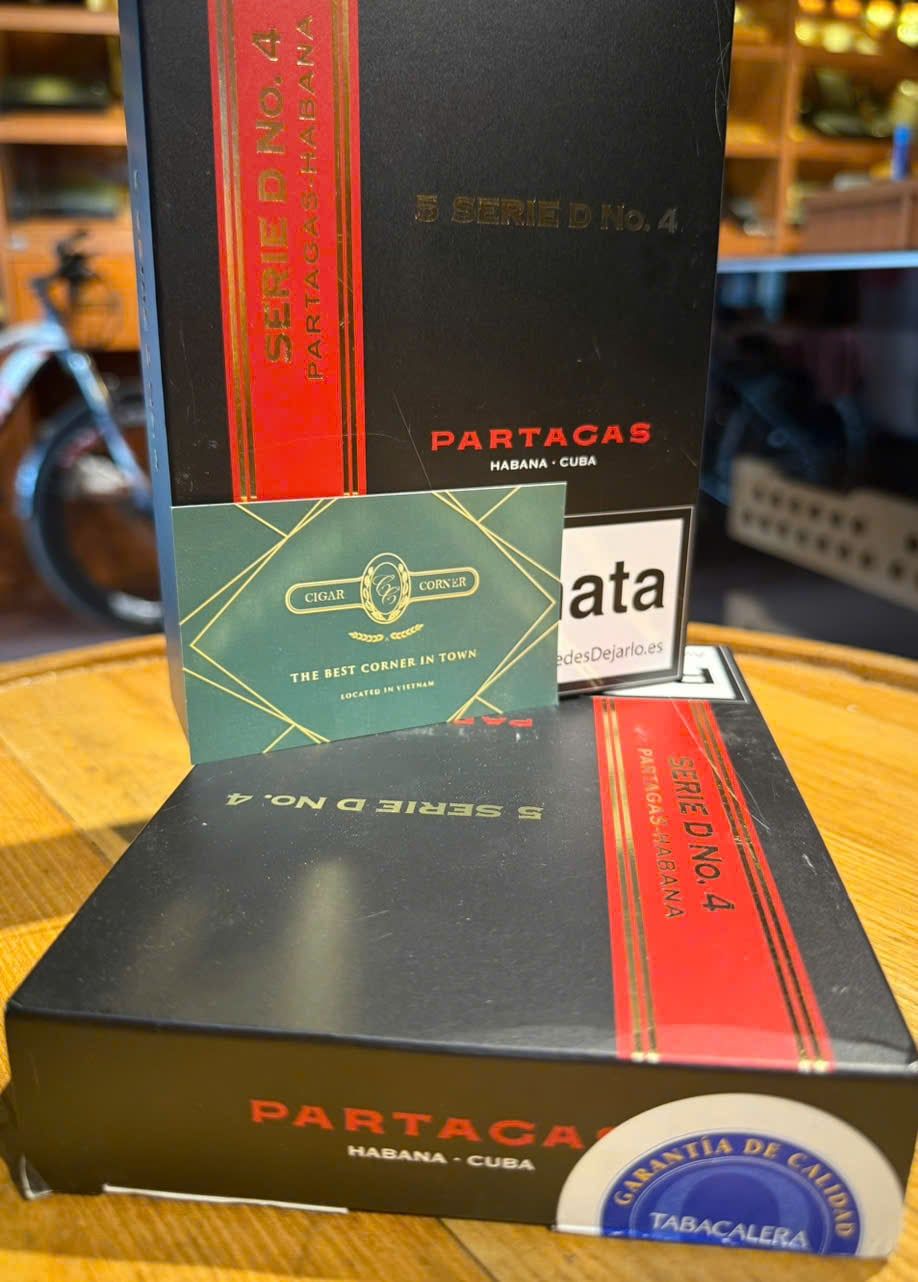 SERIE D No. 4
PARTAGAS·HABANA
5 SERIE D No. 4
PARTAGAS
HABANA · CUBA
CIGAR CC CORNER
THE BEST CORNER IN TOWN
LOCATED IN VIETNAM
ata
edesDejarlo.es
PARTAGAS
5 SERIE D No. 4
SERIE D No. 4
PARTAGAS·HABANA
PARTAGAS
HABANA · CUBA
GARANTÍA DE CALIDAD
TABACALERA